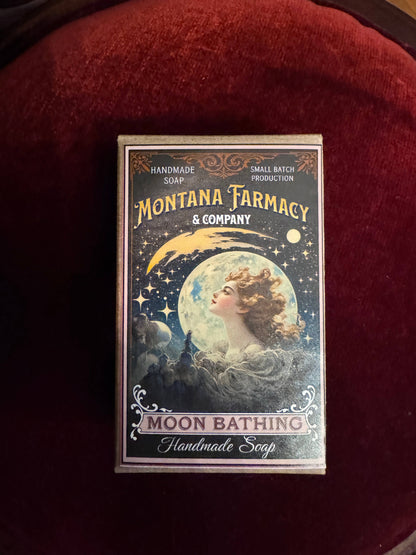 HANDMADE SOAP
SMALL BATCH PRODUCTION
MONTANA FARMACY
& COMPANY
MOON BATHING
Handmade Soap